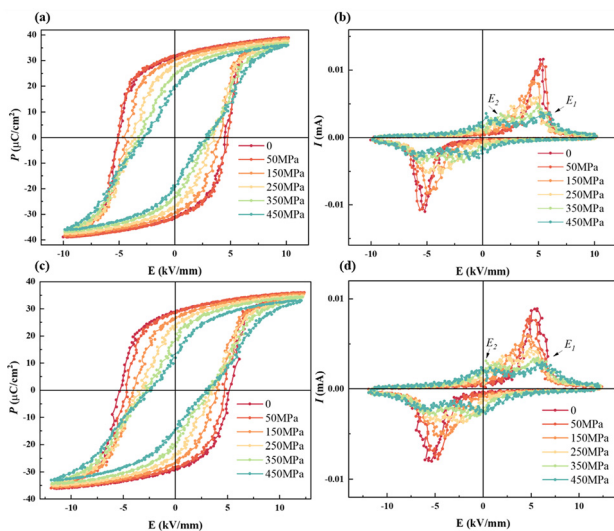 (a)
40
30
20
10
0
-10
-20
-30
-40
P (μC/cm²)
-10 -5 0 5 10
E (kV/mm)
0
50MPa
150MPa
250MPa
350MPa
450MPa
(b)
0.01
0.00
-0.01
I (mA)
-10 -5 0 5 10
E (kV/mm)
E₂
E₁
0
50MPa
150MPa
250MPa
350MPa
450MPa
(c)
40
30
20
10
0
-10
-20
-30
-40
P (μC/cm²)
-10 -5 0 5 10
E (kV/mm)
0
50MPa
150MPa
250MPa
350MPa
450MPa
(d)
0.01
0.00
-0.01
I (mA)
-10 -5 0 5 10
E (kV/mm)
E₂
E₁
0
50MPa
150MPa
250MPa
350MPa
450MPa